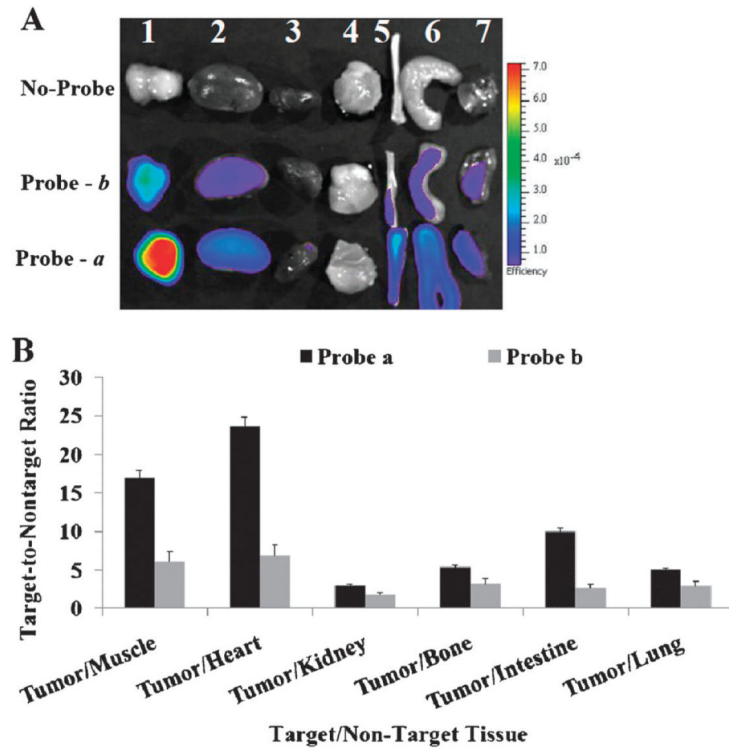 A
1 2 3 4 5 6 7
No-Probe
Probe - b
Probe - a
7.0
6.0
5.0
4.0
3.0
2.0
1.0
Efficiency
B
Probe a Probe b
Target-to-Nontarget Ratio
30
25
20
15
10
5
0
Tumor/Muscle
Tumor/Heart
Tumor/Kidney
Tumor/Bone
Tumor/Intestine
Tumor/Lung
Target/Non-Target Tissue